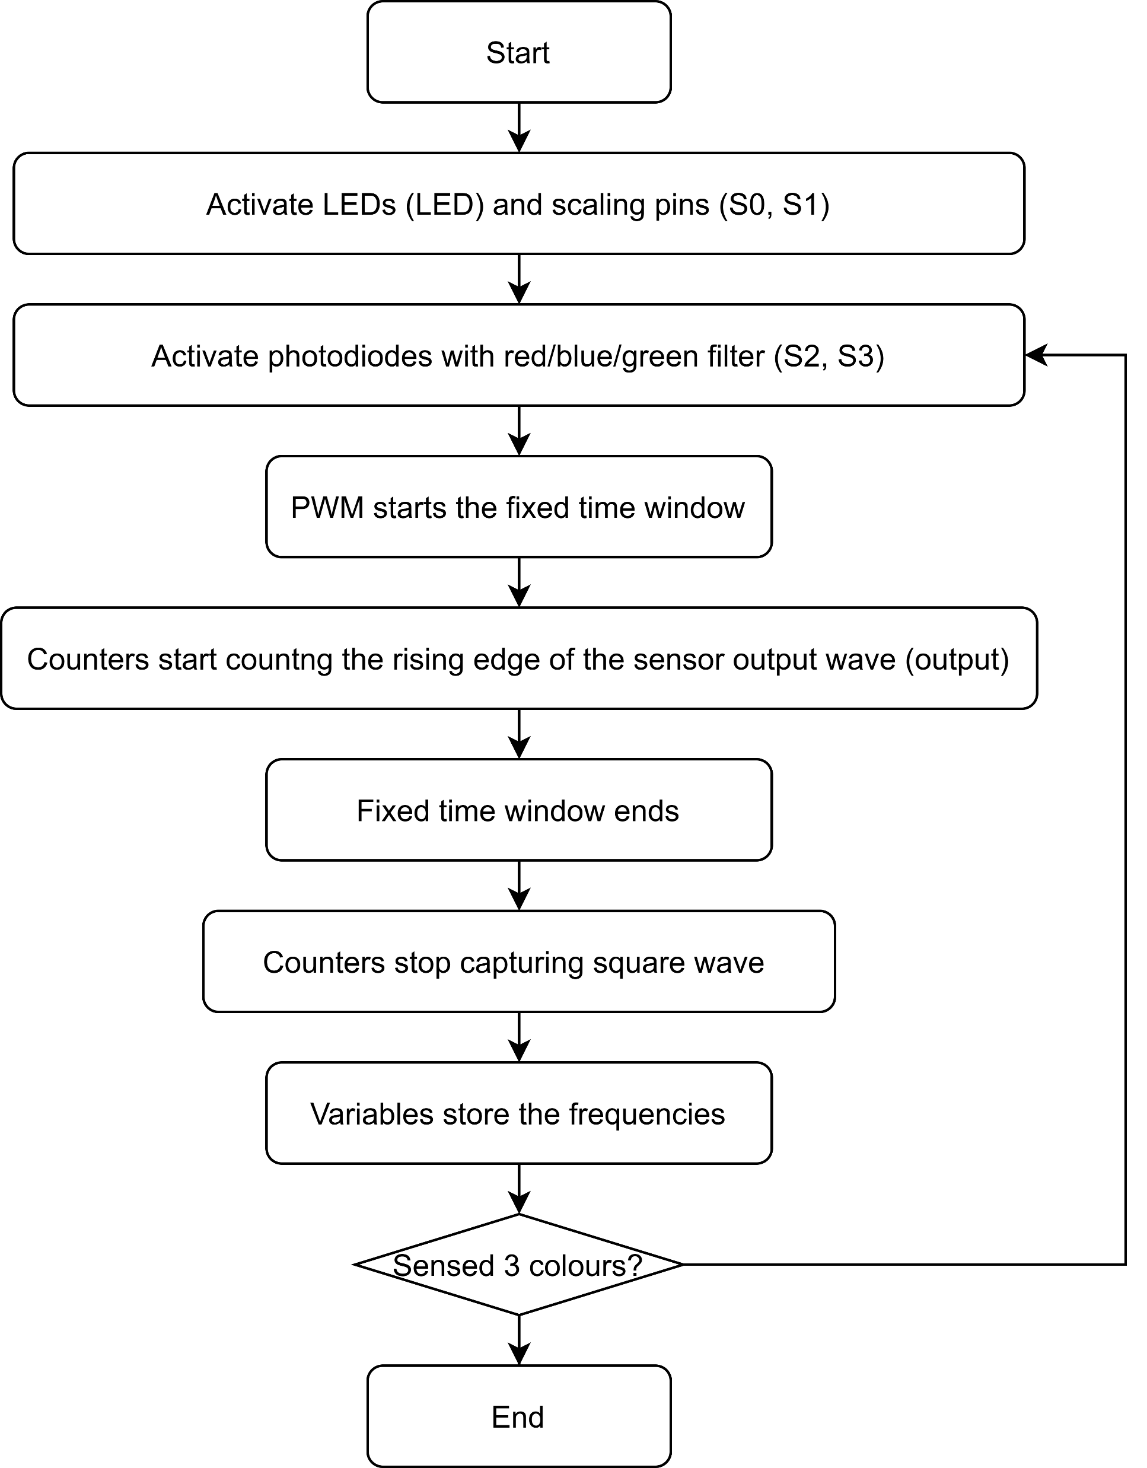 Start
Activate LEDs (LED) and scaling pins (S0, S1)
Activate photodiodes with red/blue/green filter (S2, S3)
PWM starts the fixed time window
Counters start countng the rising edge of the sensor output wave (output)
Fixed time window ends
Counters stop capturing square wave
Variables store the frequencies
Sensed 3 colours?
End